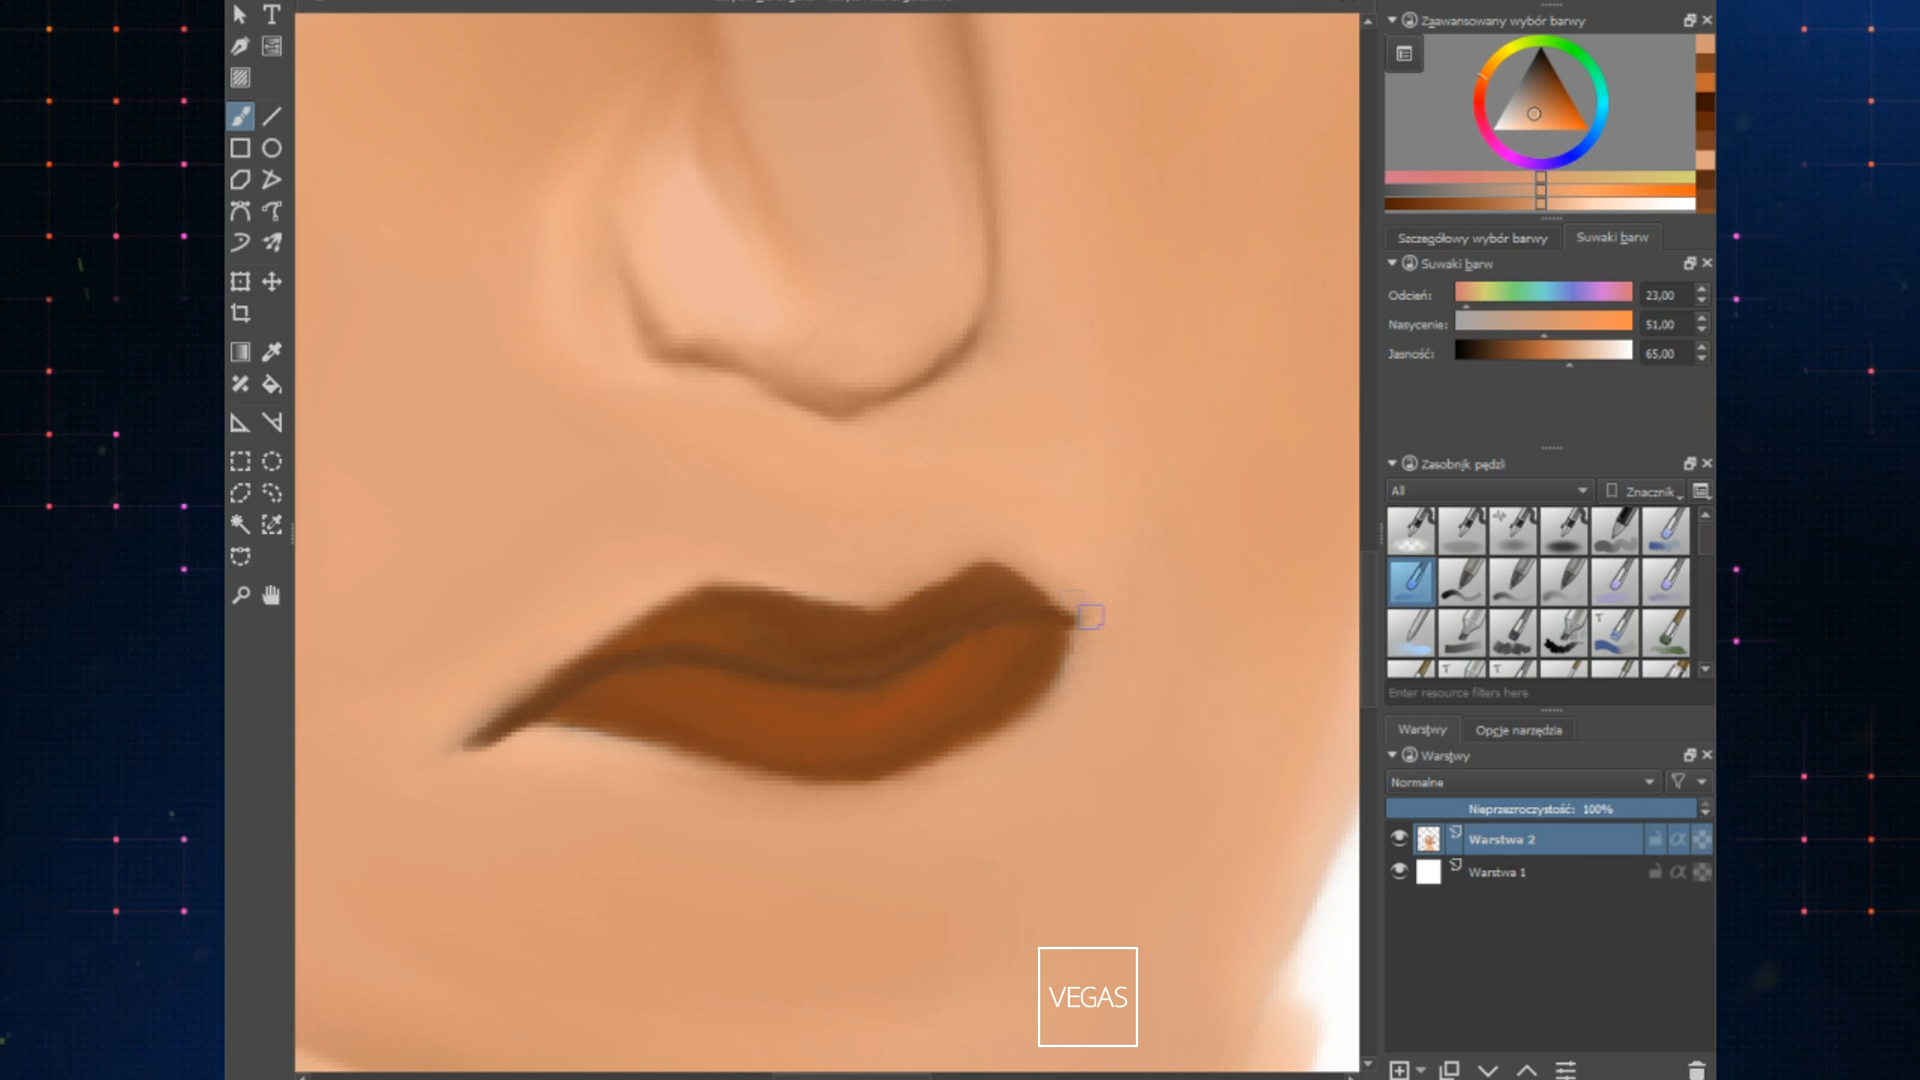 Zaawansowany wybór barwy
Szczegółowy wybór barwy
Suwaki barw
Suwaki barw
Odcień: 23,00
Nasycenie: 51,00
Jasność: 65,00
Zasobnik pędzli
All
Znacznik
Enter resource filters here
Warstwy
Opcje narzędzia
Warstwy
Normalne
Nieprzezroczystość: 100%
Warstwa 2
Warstwa 1
VEGAS